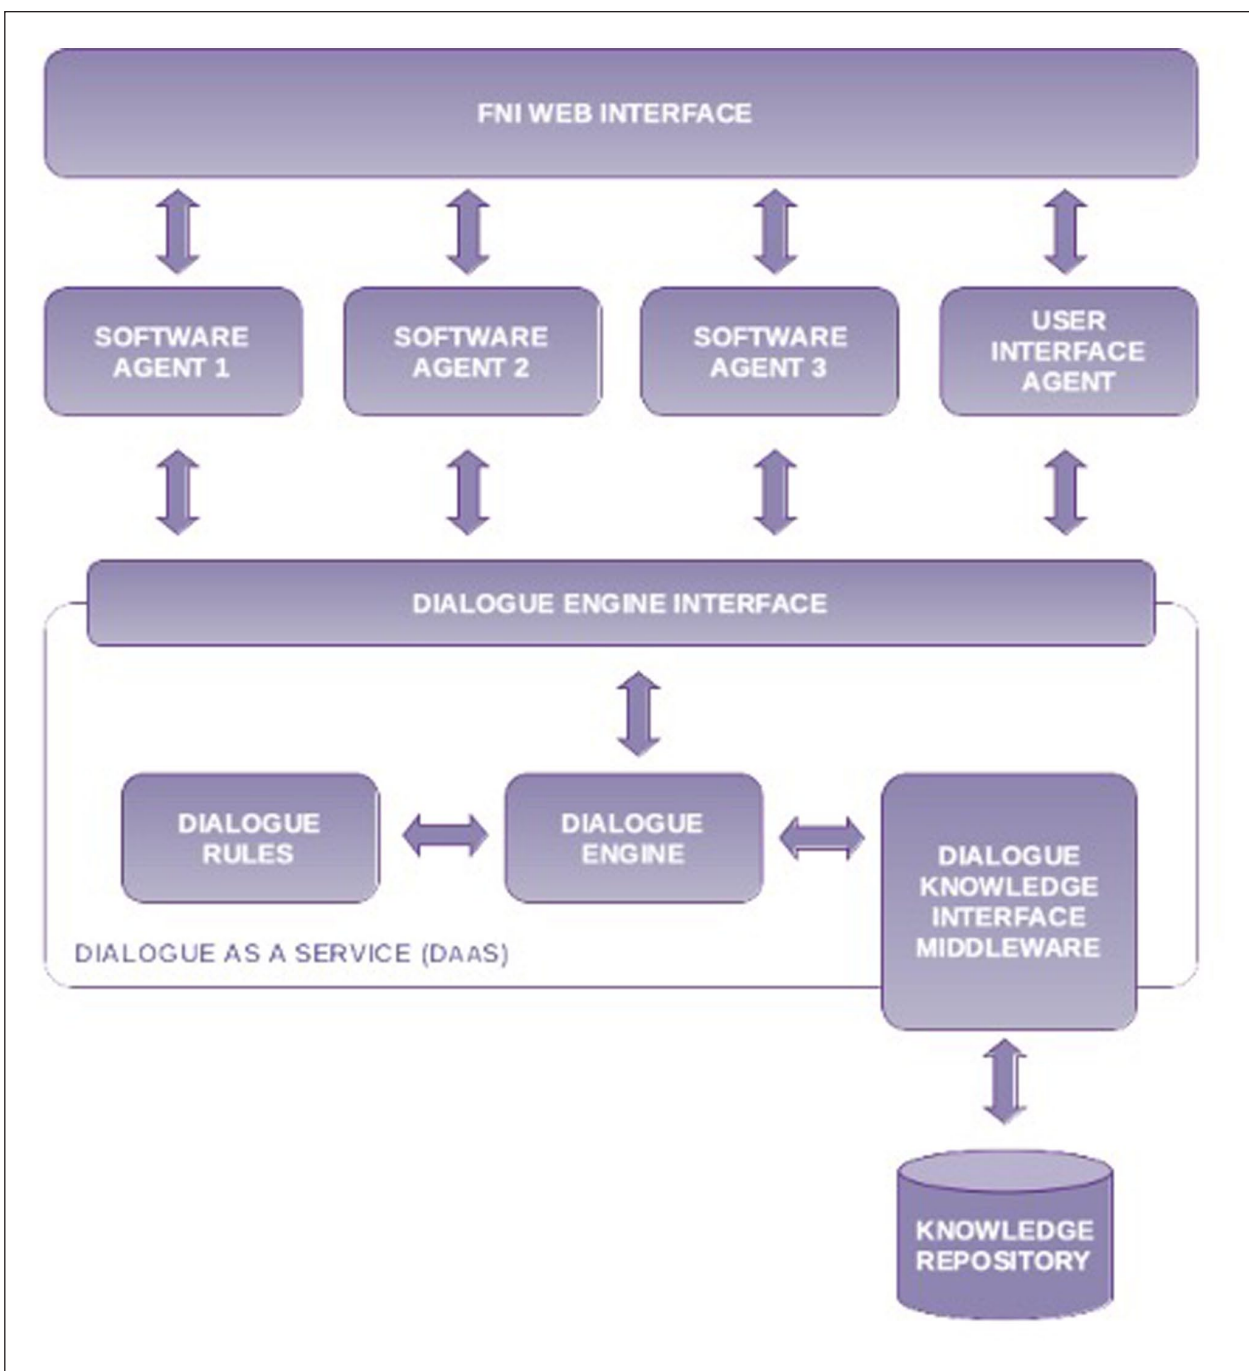 FNI WEB INTERFACE
SOFTWARE
AGENT 1
SOFTWARE
AGENT 2
SOFTWARE
AGENT 3
USER
INTERFACE
AGENT
DIALOGUE ENGINE INTERFACE
DIALOGUE
RULES
DIALOGUE
ENGINE
DIALOGUE
KNOWLEDGE
INTERFACE
MIDDLEWARE
DIALOGUE AS A SERVICE (DAAS)
KNOWLEDGE
REPOSITORY